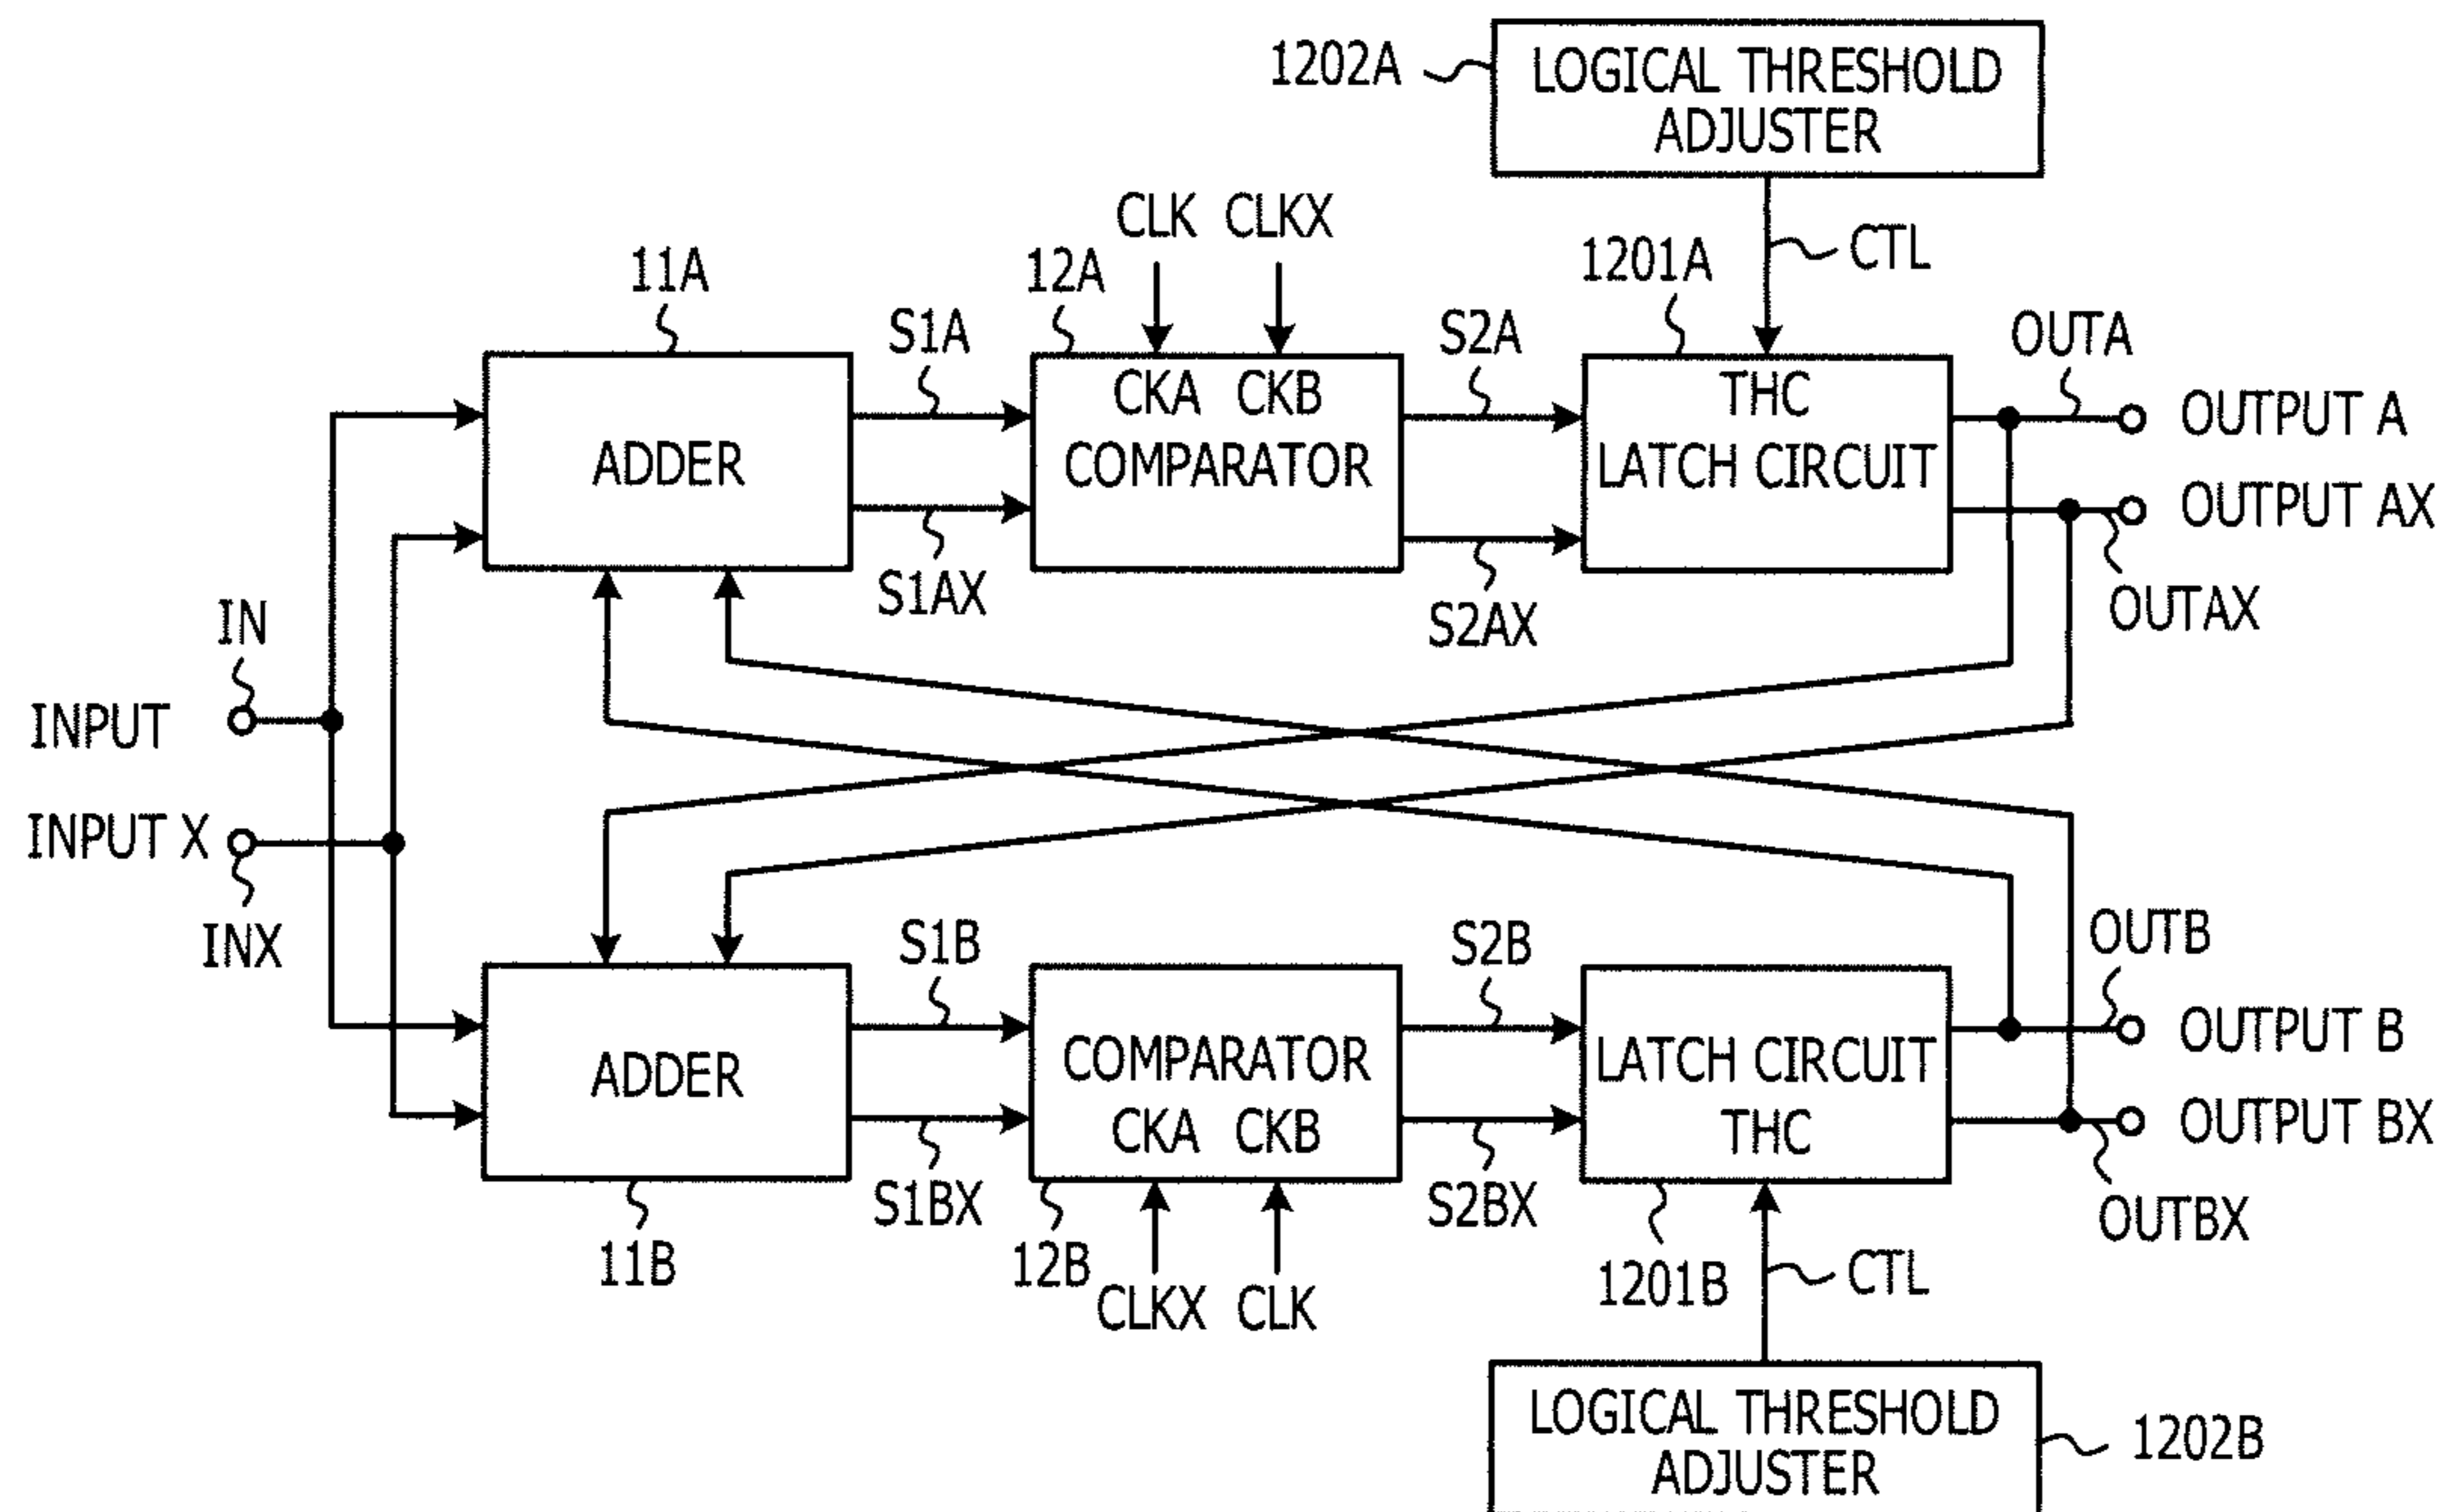 1202A
LOGICAL THRESHOLD
ADJUSTER
CLK CLKX
CTL
11A
12A
1201A
S1A
S2A
OUTA
CKA CKB
THC
OUTPUT A
ADDER
COMPARATOR
LATCH CIRCUIT
OUTPUT AX
S1AX
S2AX
OUTAX
IN
INPUT
INPUT X
INX
S1B
S2B
OUTB
OUTPUT B
ADDER
COMPARATOR
LATCH CIRCUIT
CKA CKB
THC
OUTPUT BX
S1BX
S2BX
OUTBX
11B
12B
1201B
CTL
CLKX CLK
LOGICAL THRESHOLD
ADJUSTER
1202B